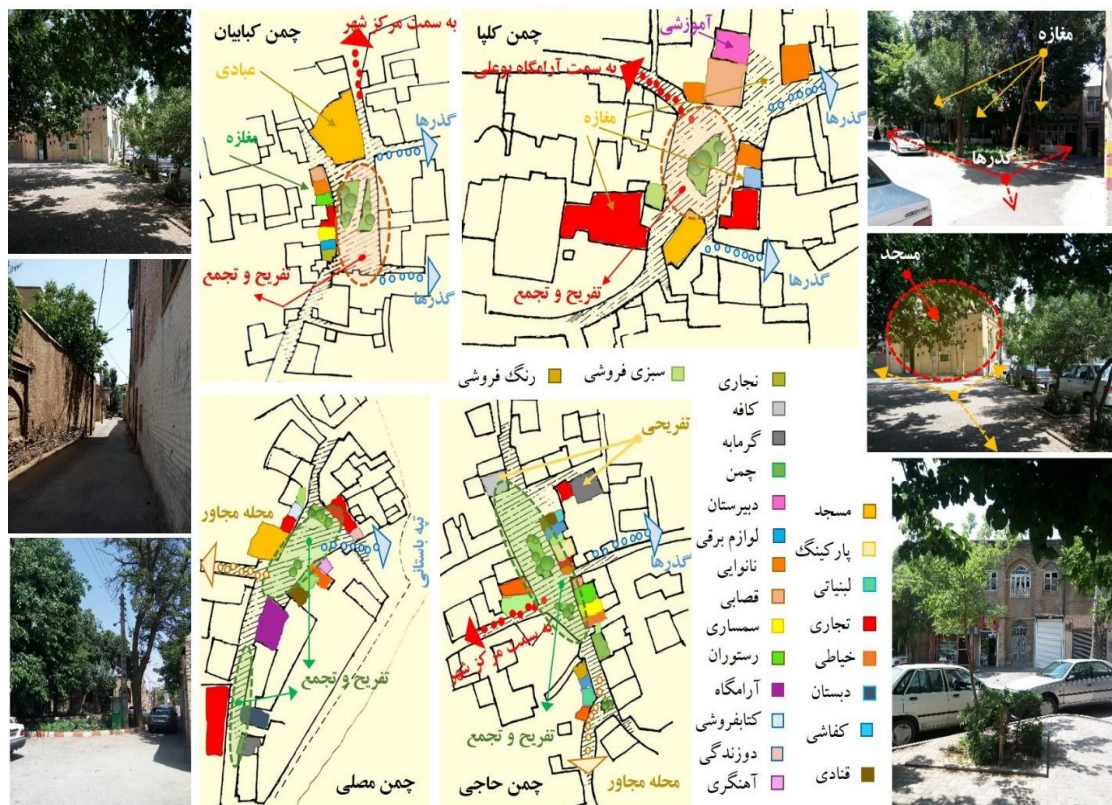 چمن کبابیان
به سمت مرکز شهر
عبادی
مغازه
گذرها
تفریح و تجمع
گذرها
چمن کلپا
آموزشی
به سمت آرامگاه بوعلی
مغازه
گذرها
تفریح و تجمع
گذرها
مغازه
گذرها
مسجد
رنگ فروشی
سبزی فروشی
محله مجاور
تپه باستانی
تفریح و تجمع
چمن مصلی
تفریحی
گذرها
به سمت مرکز شهر
تفریح و تجمع
محله مجاور
چمن حاجی
نجاری
کافه
گرمابه
چمن
دبیرستان
لوازم برقی
نانوایی
قصابی
سمساری
رستوران
آرامگاه
کتابفروشی
دوزندگی
آهنگری
مسجد
پارکینگ
لبنیاتی
تجاری
خیاطی
دبستان
کفاشی
قنادی